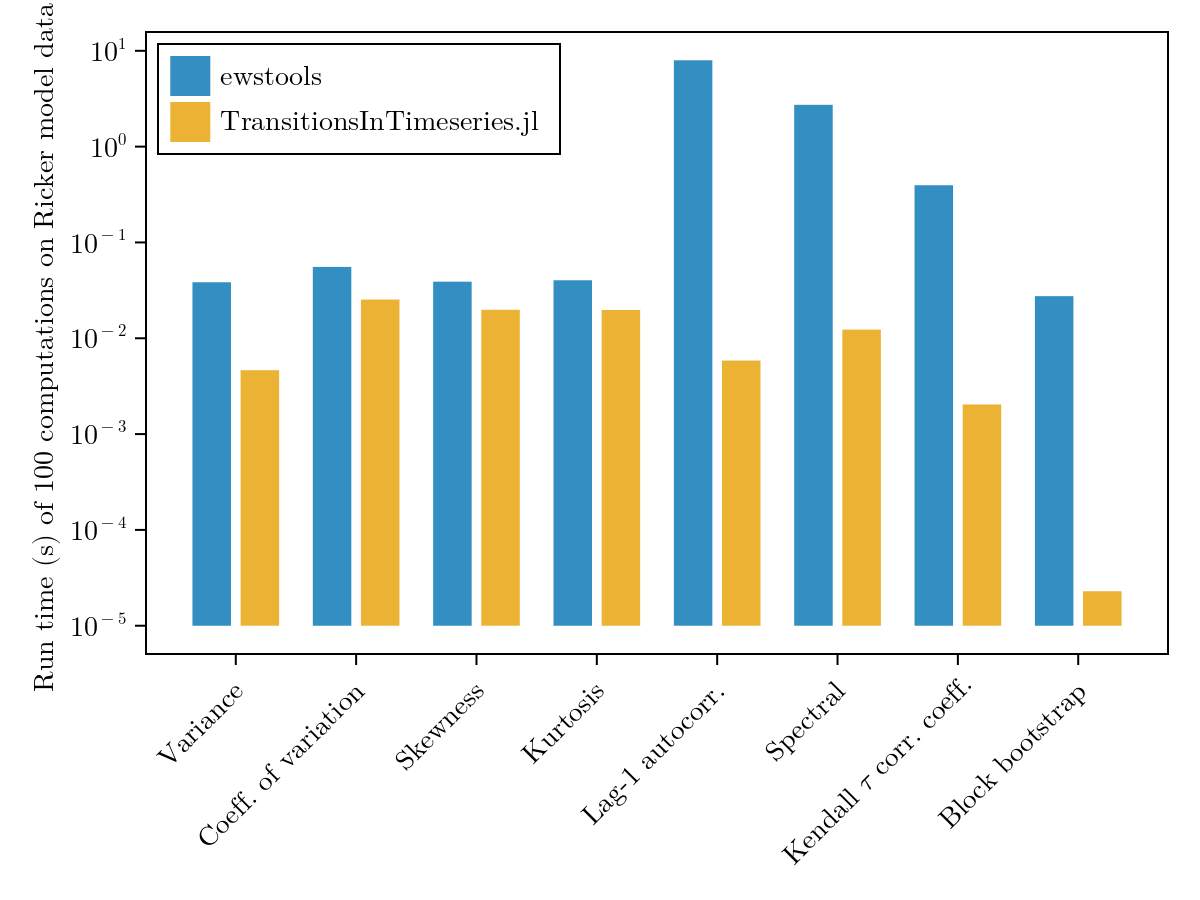 Run time (s) of 100 computations on Ricker model data
10¹
10⁰
10⁻¹
10⁻²
10⁻³
10⁻⁴
10⁻⁵
ewstools
TransitionsInTimeseries.jl
Variance
Coeff. of variation
Skewness
Kurtosis
Lag-1 autocorr.
Spectral
Kendall τ corr. coeff.
Block bootstrap